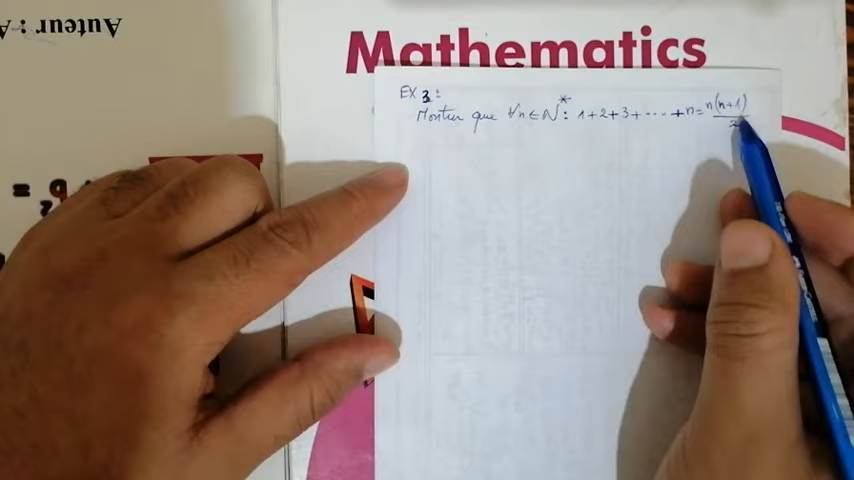 Auteur : A
Mathematics
EX 3 :
Montrer que ∀n∈ℕ* : 1+2+3+.....+n = n(n+1)/2